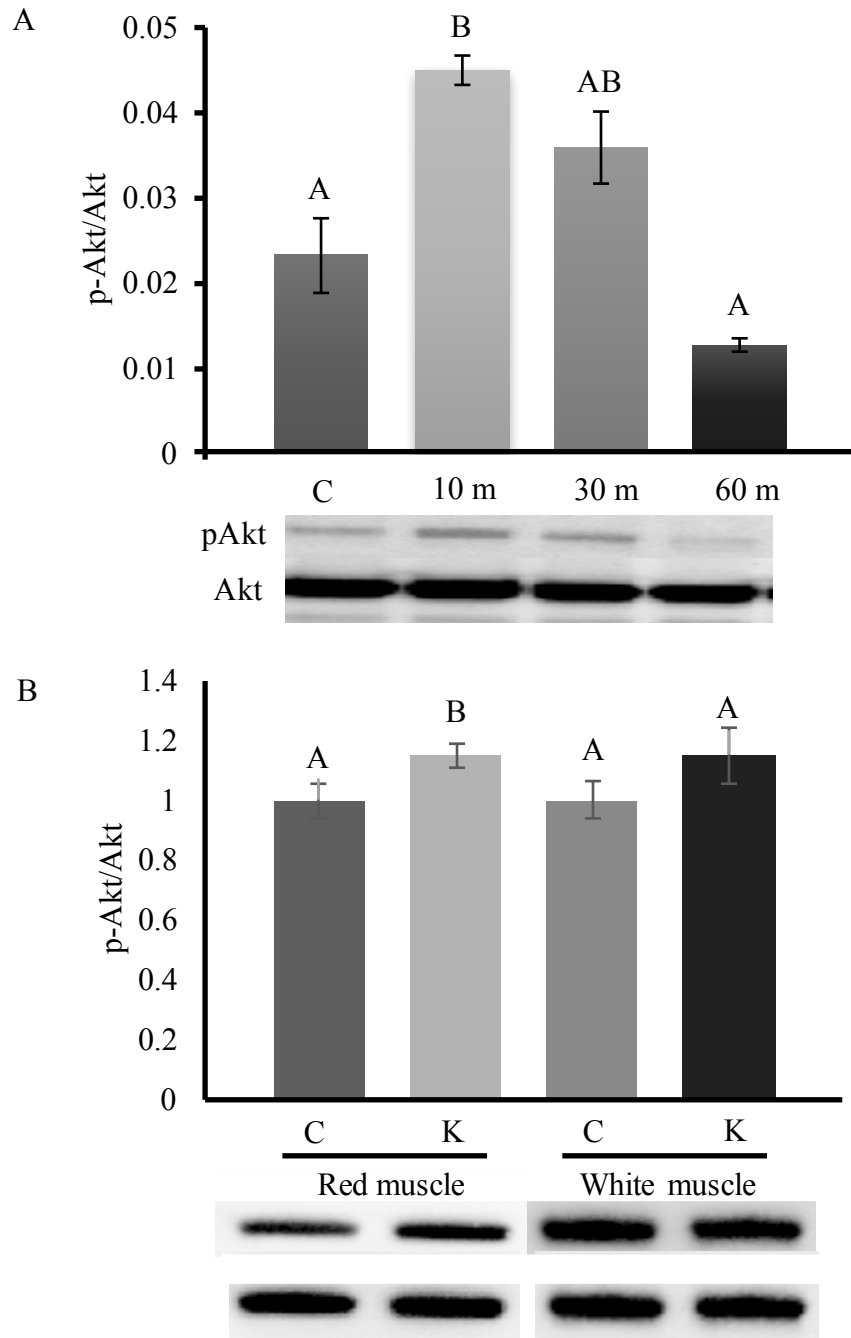 A
0.05
0.04
0.03
0.02
0.01
0
p-Akt/Akt
A
B
AB
A
C 10 m 30 m 60 m
pAkt
Akt
B
1.4
1.2
1
0.8
0.6
0.4
0.2
0
p-Akt/Akt
A
B
A
A
C K C K
Red muscle White muscle